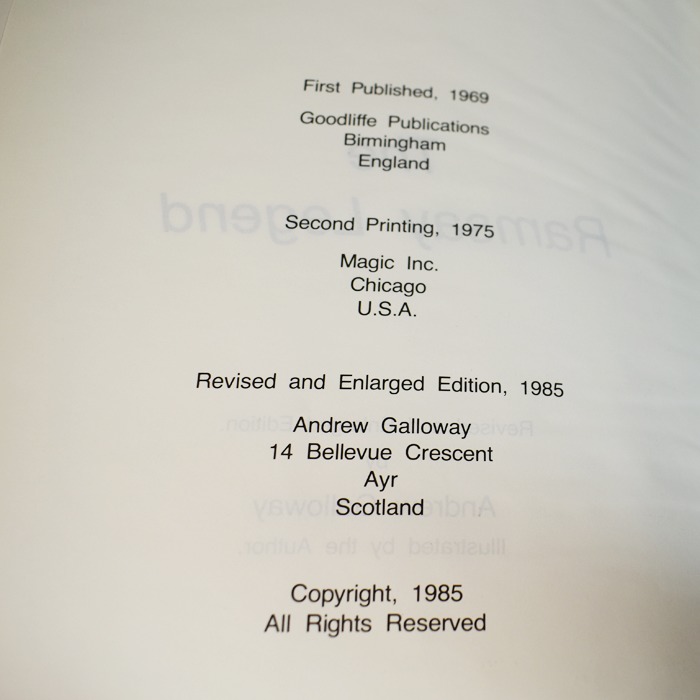 First Published, 1969
Goodliffe Publications
Birmingham
England
Second Printing, 1975
Magic Inc.
Chicago
U.S.A.
Revised and Enlarged Edition, 1985
Andrew Galloway
14 Bellevue Crescent
Ayr
Scotland
Copyright, 1985
All Rights Reserved